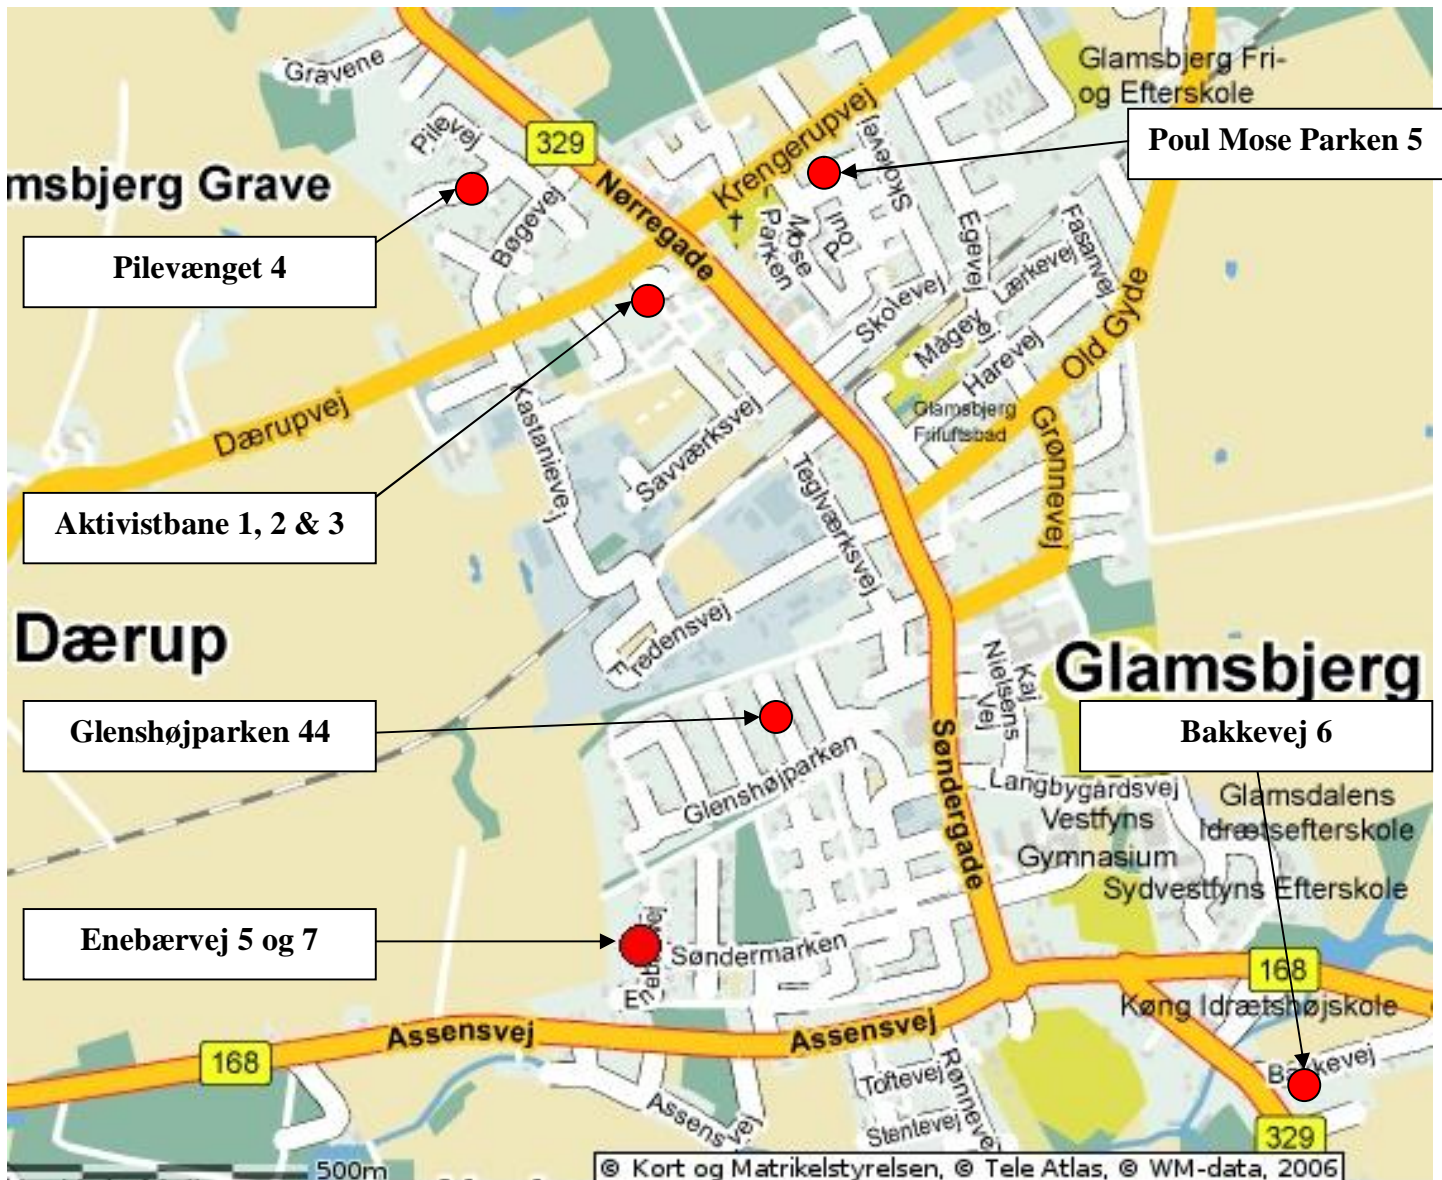 Gravene
Glamsbjerg Fri-
og Efterskole
Pilevej
329
Krengerupvej
Skolevej
Poul Mose Parken 5
msbjerg Grave
Nørregade
Bøgevej
Poul
Mose
Parken
Egevej
Fasanvej
Lærkevej
Pilevænget 4
Skolevej
Mågevej
Harevej
Old Gyde
Dærupvej
Kastanievej
Glamsbjerg
Friluftsbad
Grønnevej
Savværksvej
Teglværksvej
Aktivistbane 1, 2 & 3
Dærup
Fredensvej
Kaj
Nielsens
Vej
Glamsbjerg
Glenshøjparken 44
Bakkevej 6
Søndergade
Glenshøjparken
Langbygårdsvej
Glamsdalens
Idrætsefterskole
Vestfyns
Gymnasium
Sydvestfyns Efterskole
Enebærvej 5 og 7
Søndermarken
168
Køng Idrætshøjskole
Assensvej
Assensvej
168
Bakkevej
Toftevej
Rønnevej
Assensvej
Stentevej
329
500m
© Kort og Matrikelstyrelsen, © Tele Atlas, © WM-data, 2006